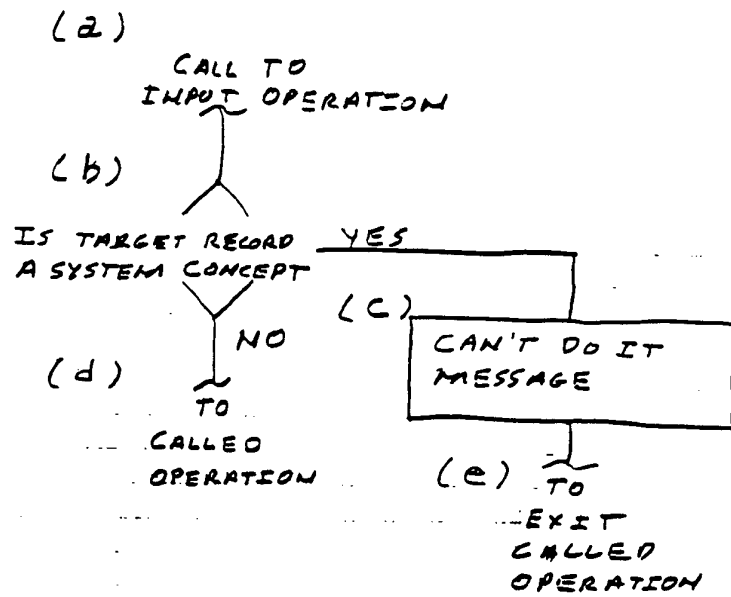 (a)
CALL TO
INPUT OPERATION
(b)
IS TARGET RECORD
A SYSTEM CONCEPT
YES
(c)
CAN'T DO IT
MESSAGE
NO
(d)
TO
CALLED
OPERATION
(e)
TO
EXIT
CALLED
OPERATION